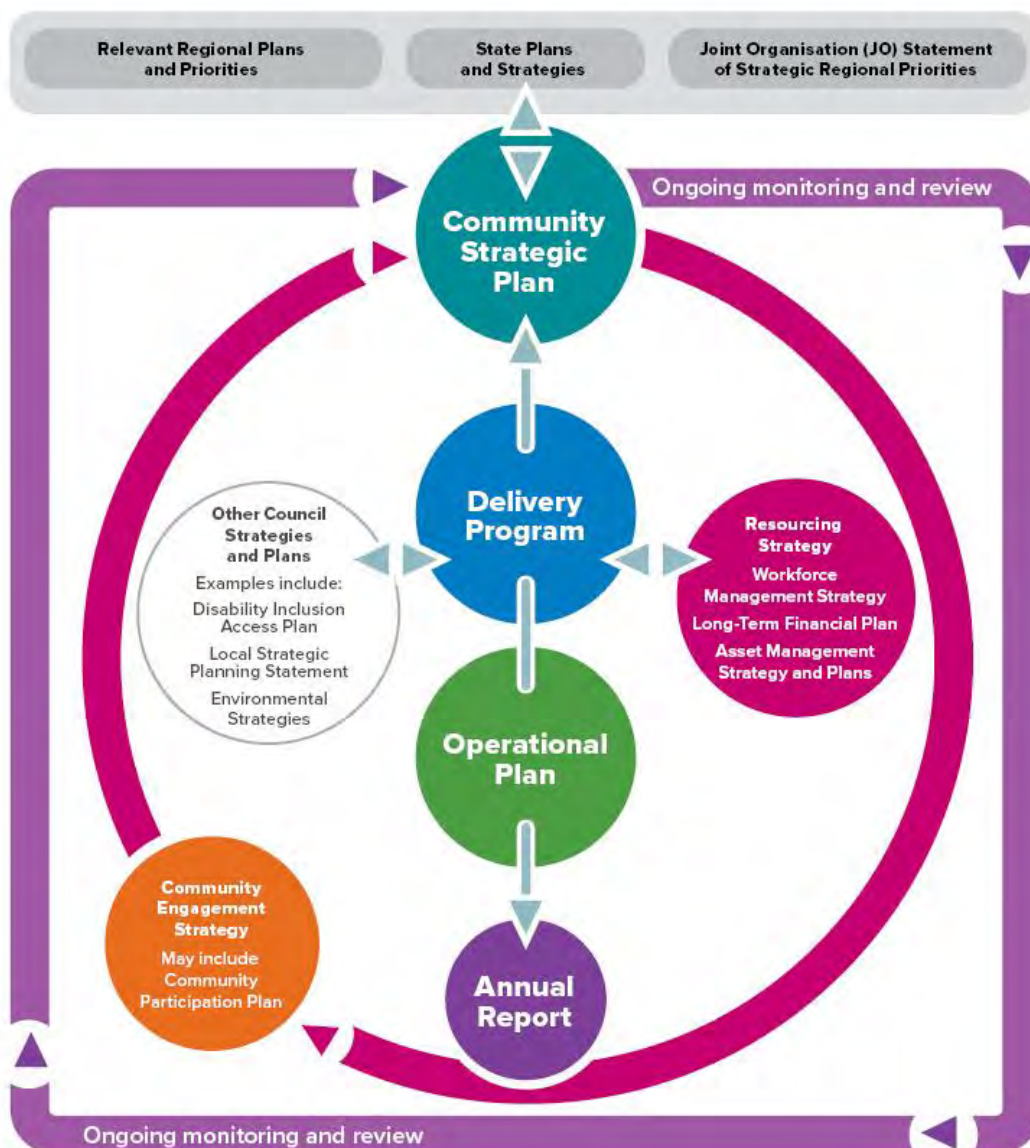 Relevant Regional Plans
and Priorities
State Plans
and Strategies
Joint Organisation (JO) Statement
of Strategic Regional Priorities
Ongoing monitoring and review
Community
Strategic
Plan
Delivery
Program
Other Council
Strategies
and Plans
Examples include:
Disability Inclusion
Access Plan
Local Strategic
Planning Statement
Environmental
Strategies
Resourcing
Strategy
Workforce
Management Strategy
Long-Term Financial Plan
Asset Management
Strategy and Plans
Operational
Plan
Community
Engagement
Strategy
May include
Community
Participation Plan
Annual
Report
Ongoing monitoring and review